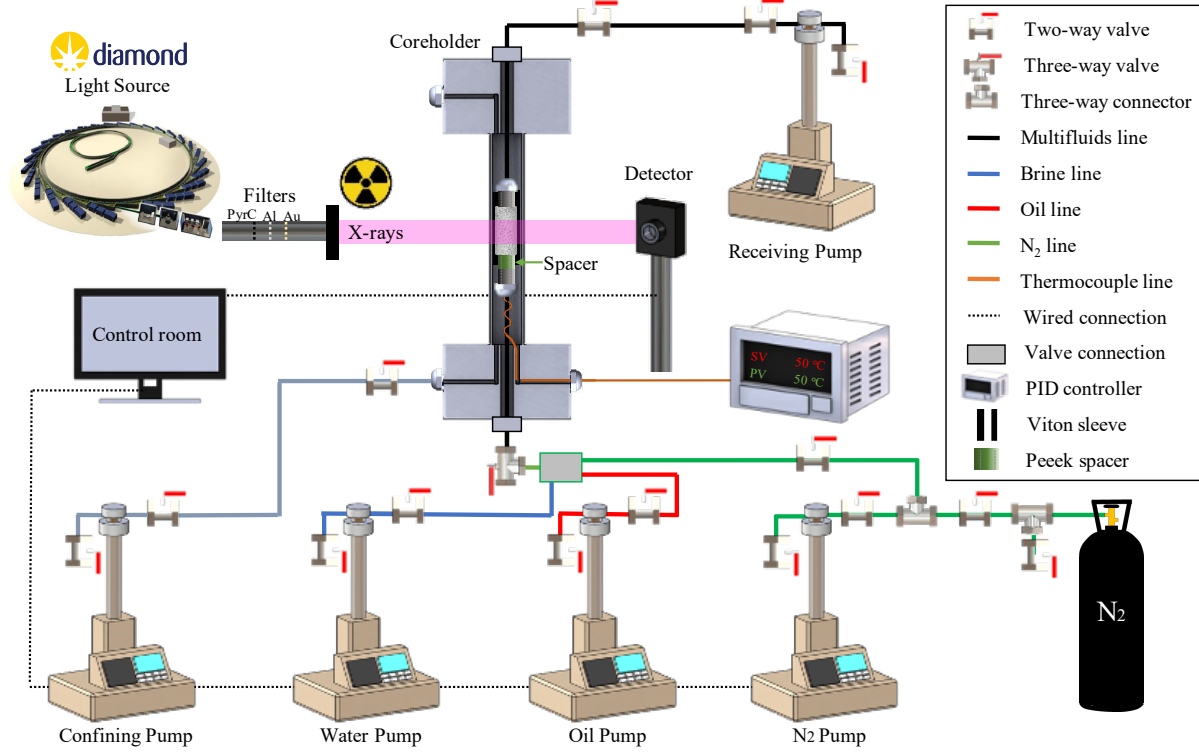 diamond
Light Source
Coreholder
Filters
PyrC Al Au
X-rays
Detector
Spacer
Receiving Pump
Control room
SV 50 ℃
PV 50 ℃
N2
Confining Pump
Water Pump
Oil Pump
N2 Pump
Two-way valve
Three-way valve
Three-way connector
Multifluids line
Brine line
Oil line
N₂ line
Thermocouple line
Wired connection
Valve connection
PID controller
Viton sleeve
Peeek spacer